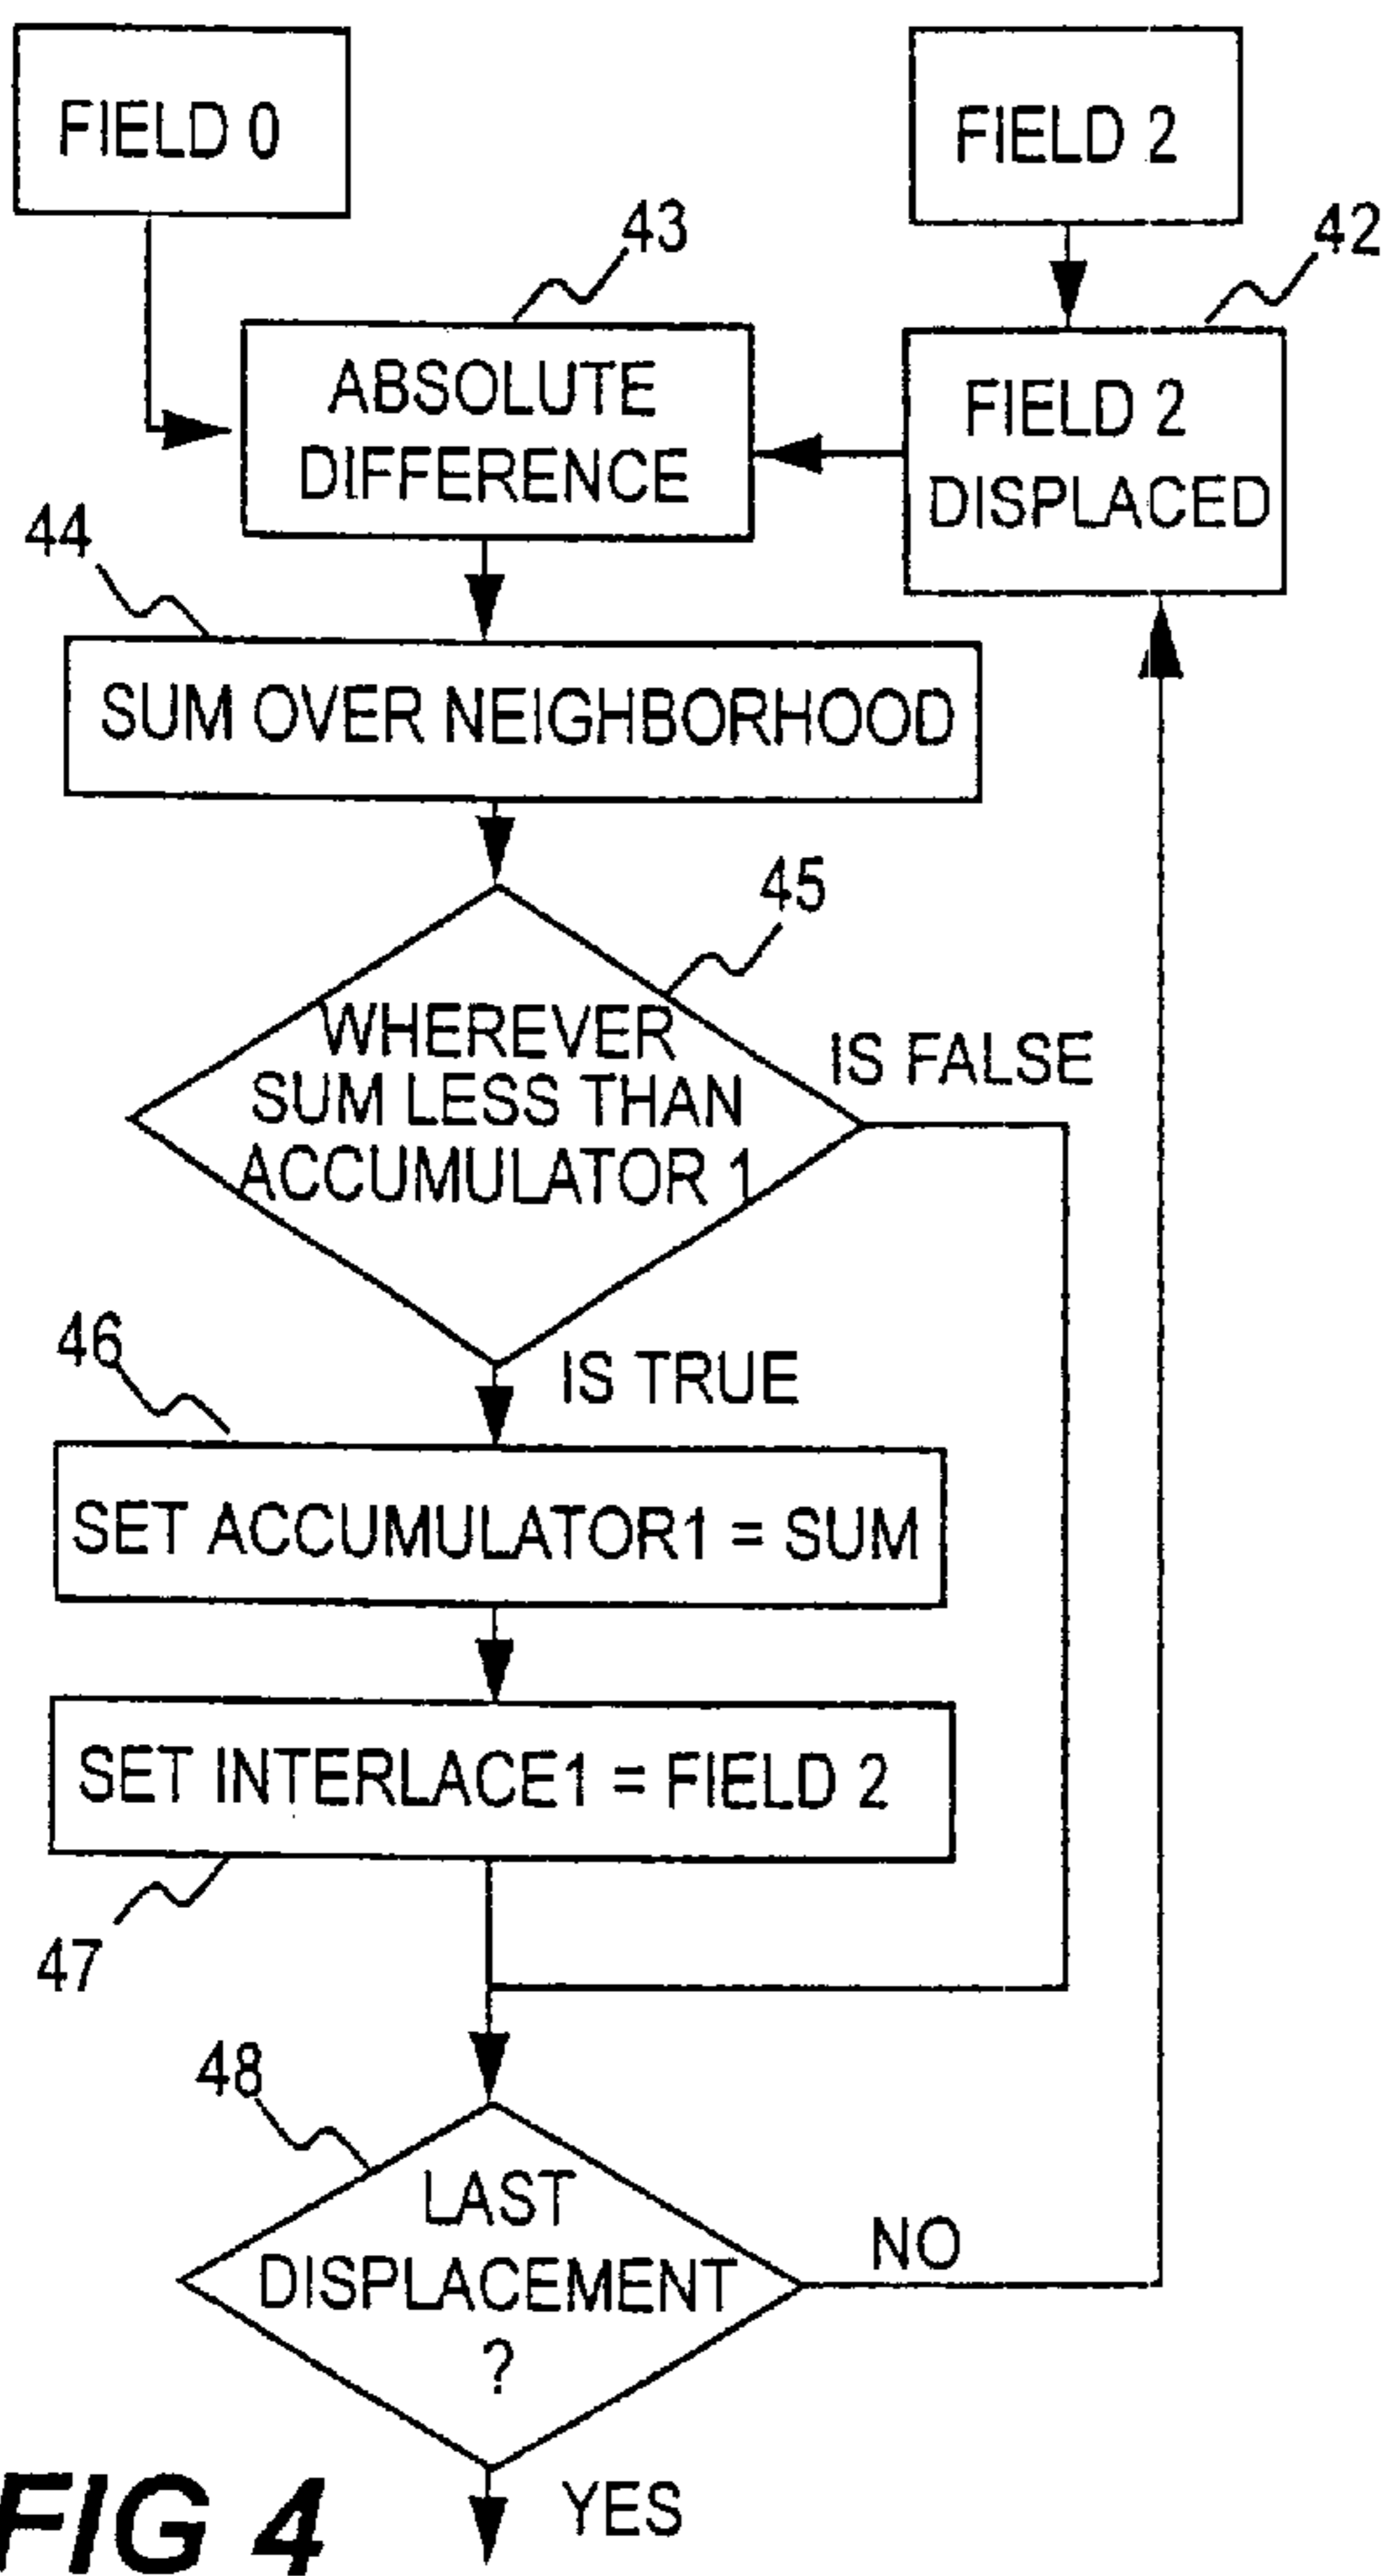 FIELD 0
FIELD 2
43
42
ABSOLUTE
DIFFERENCE
FIELD 2
DISPLACED
44
SUM OVER NEIGHBORHOOD
45
WHEREVER
SUM LESS THAN
ACCUMULATOR 1
IS FALSE
46
IS TRUE
SET ACCUMULATOR1 = SUM
SET INTERLACE1 = FIELD 2
47
48
LAST
DISPLACEMENT
?
NO
YES
FIG 4